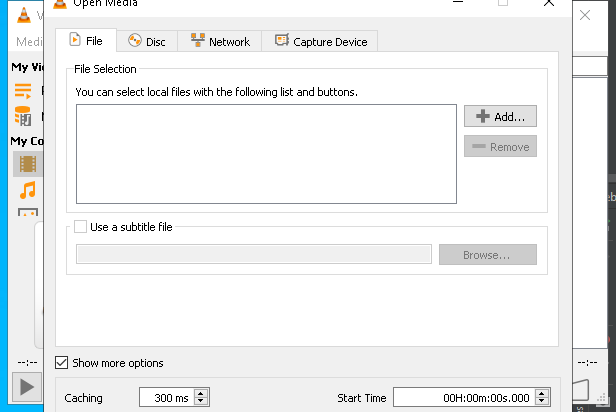 Open Media
V
Medi
File
Disc
Network
Capture Device
My Vi
File Selection
You can select local files with the following list and buttons.
Add...
Remove
My Co
Use a subtitle file
Browse...
--:--
Show more options
--:--
Caching
300 ms
Start Time
00H:00m:00s.000